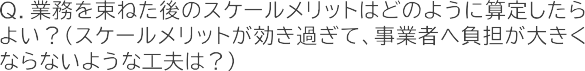 Q．業務を束ねた後のスケールメリットはどのように算定したら
よい？（スケールメリットが効き過ぎて、事業者へ負担が大きく
ならないような工夫は？）